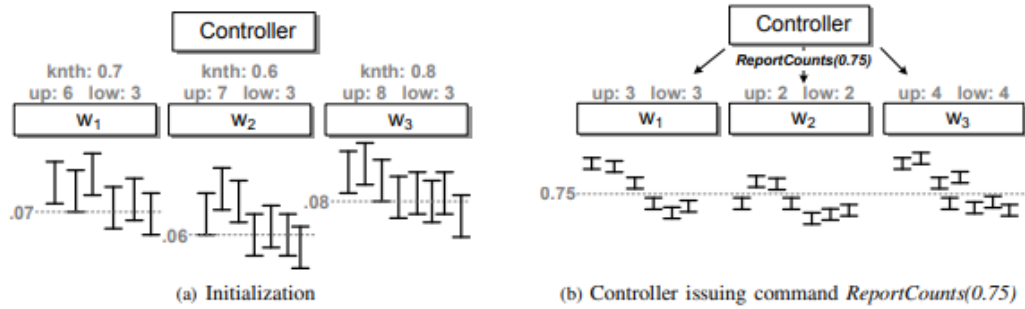 Controller
knth: 0.7 knth: 0.6 knth: 0.8
up: 6 low: 3 up: 7 low: 3 up: 8 low: 3
W1 W2 W3
.07
.06
.08
(a) Initialization
Controller
ReportCounts(0.75)
up: 3 low: 3 up: 2 low: 2 up: 4 low: 4
W1 W2 W3
0.75
(b) Controller issuing command ReportCounts(0.75)